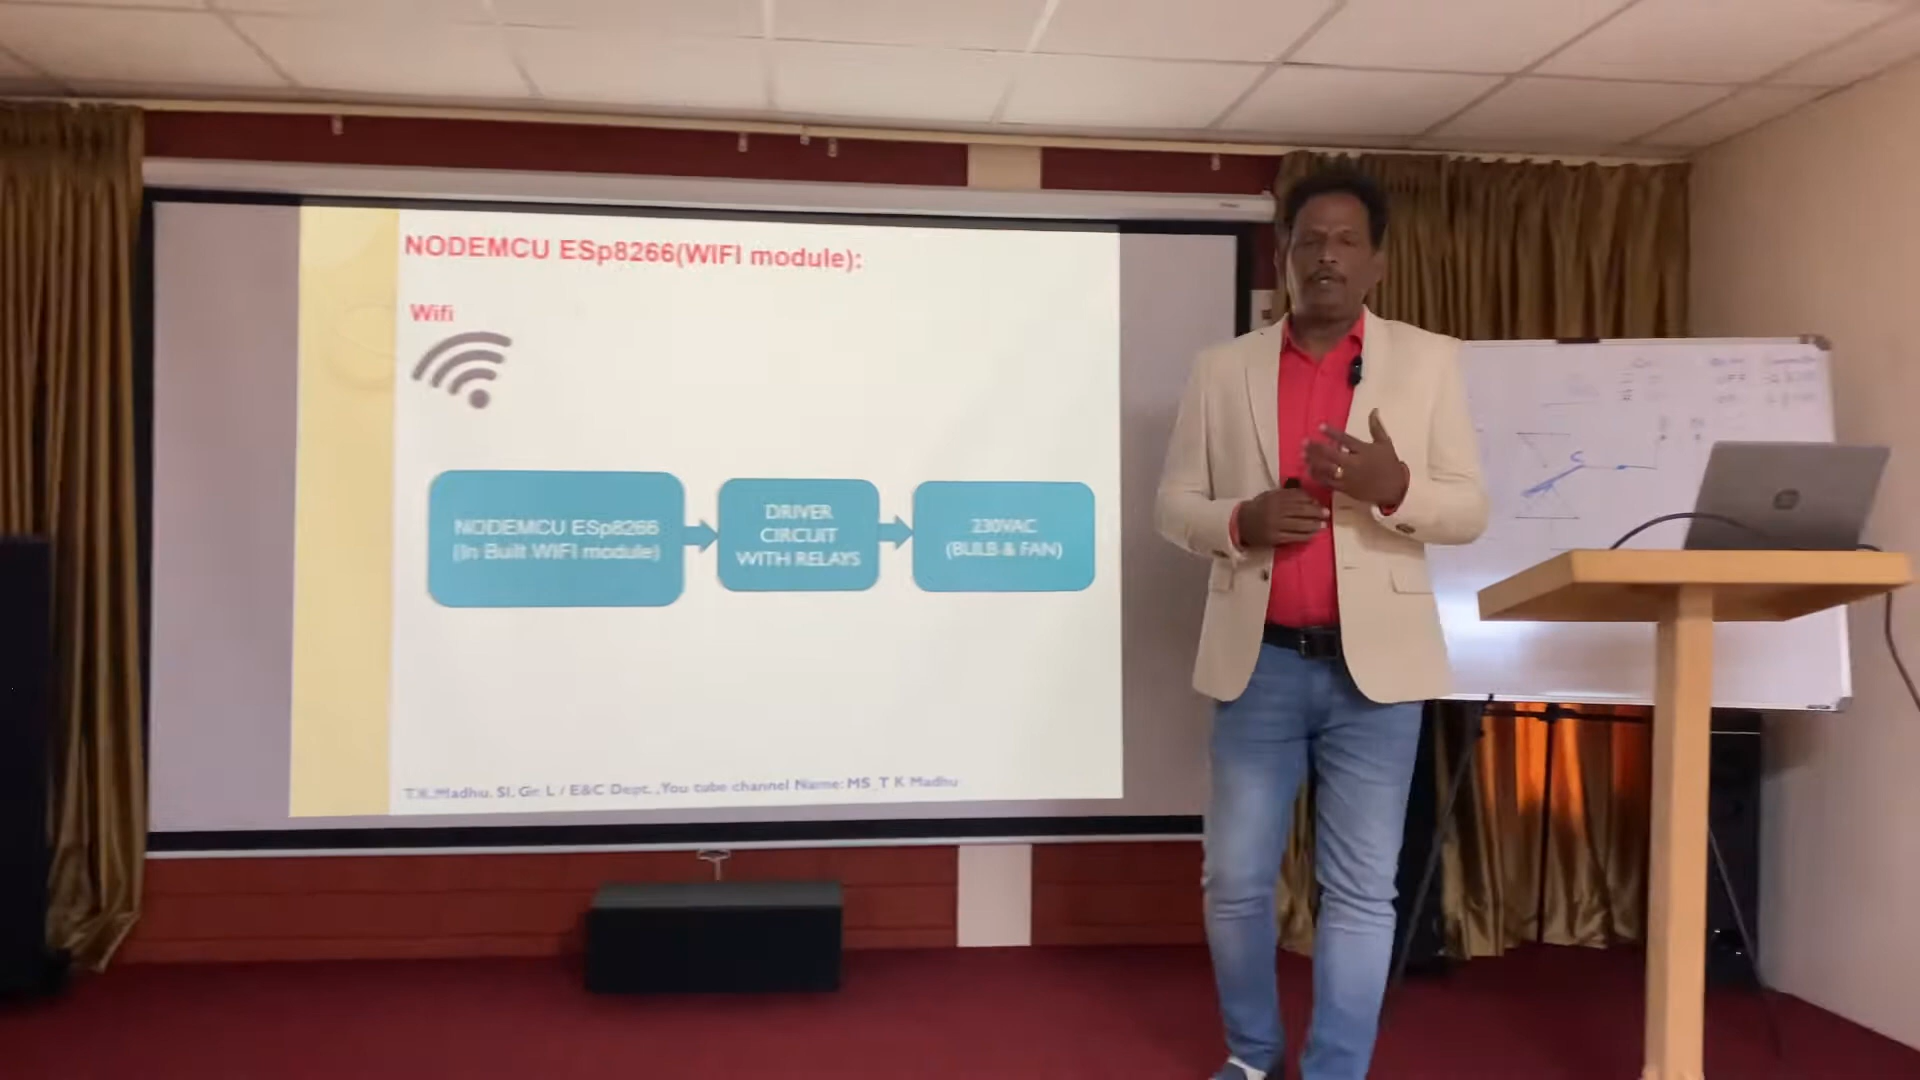 NODEMCU ESp8266(WIFI module):
Wifi
NODEMCU ESp8266
(In Built WIFI module)
DRIVER
CIRCUIT
WITH RELAYS
230VAC
(BULB & FAN)
T.K.Madhu, Sl. Gr. L / E&C Dept. ,You tube channel Name: MS_T K Madhu